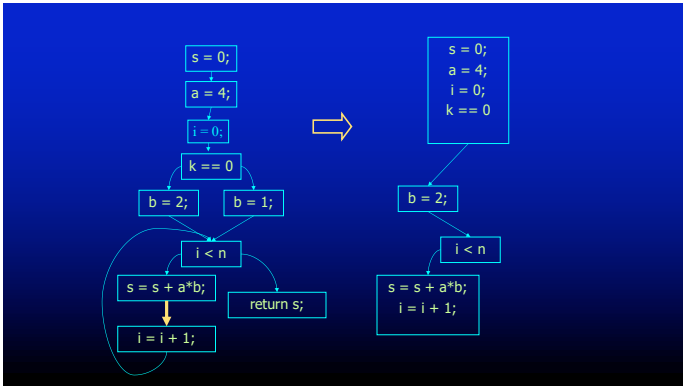 s = 0;
a = 4;
i = 0;
k == 0
b = 2;
b = 1;
i < n
s = s + a*b;
return s;
i = i + 1;
s = 0;
a = 4;
i = 0;
k == 0
b = 2;
i < n
s = s + a*b;
i = i + 1;